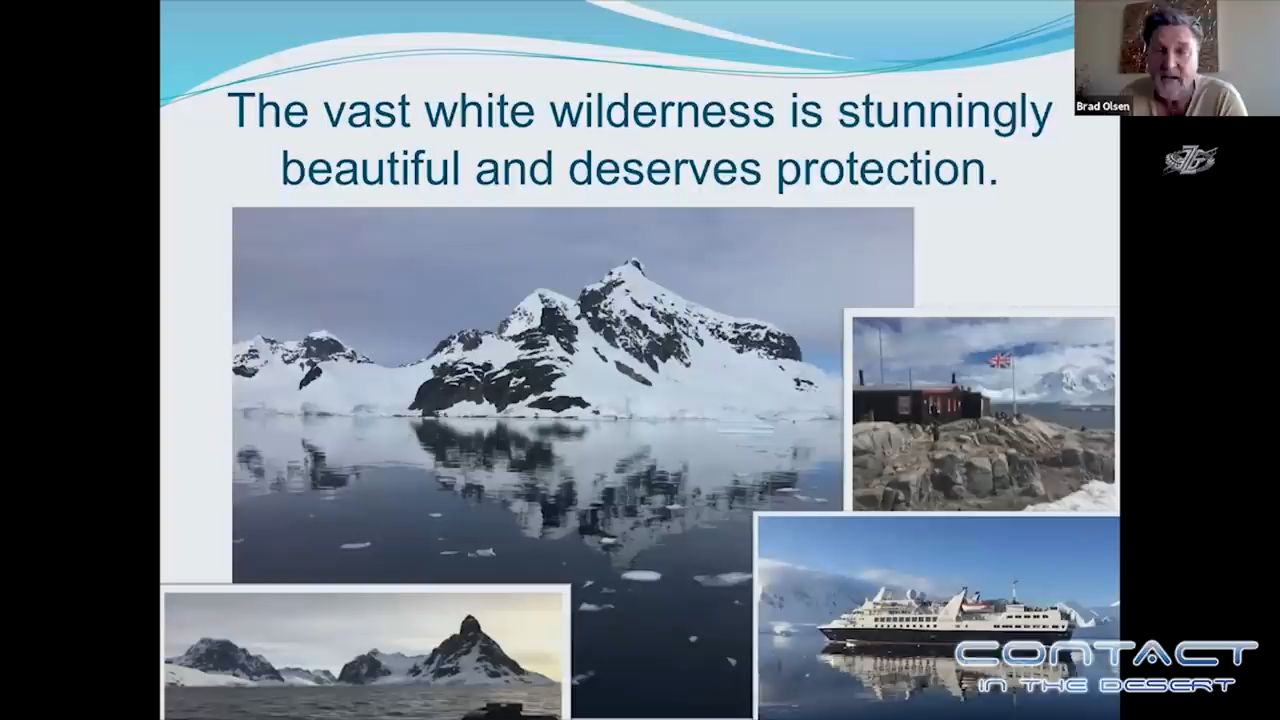 The vast white wilderness is stunningly
beautiful and deserves protection.
Brad Olsen
CONTACT
IN THE DESERT